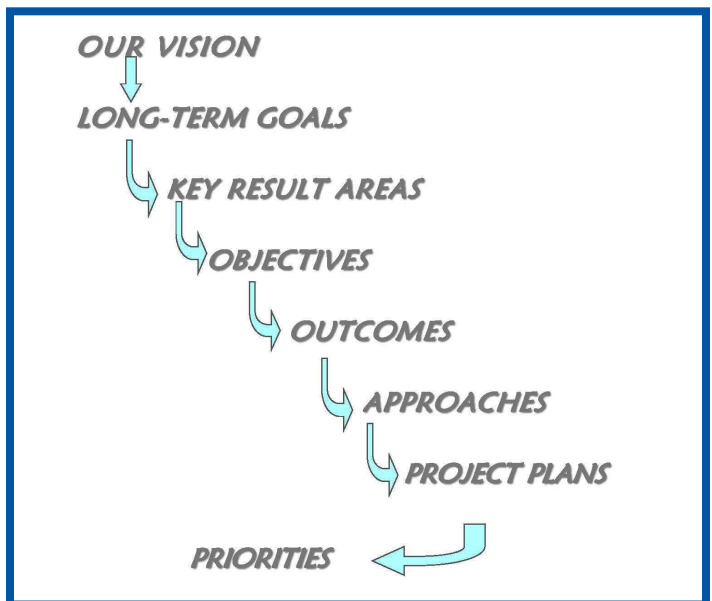 OUR VISION
LONG-TERM GOALS
KEY RESULT AREAS
OBJECTIVES
OUTCOMES
APPROACHES
PROJECT PLANS
PRIORITIES